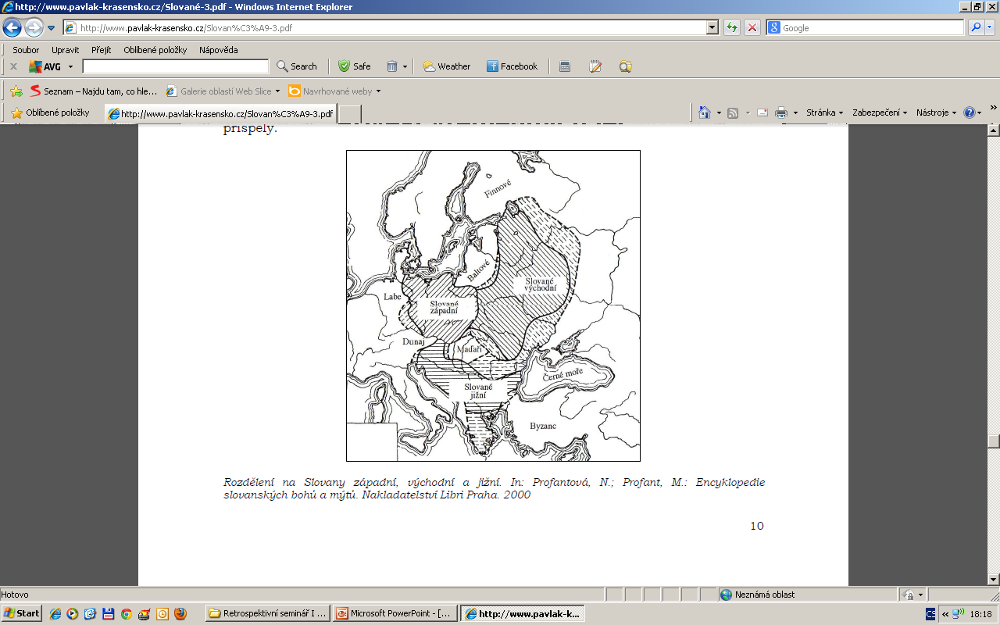 http://www.pavlak-krasensko.cz/Slované-3.pdf - Windows Internet Explorer
http://www.pavlak-krasensko.cz/Slovan%C3%A9-3.pdf
Google
Soubor Upravit Přejít Oblíbené položky Nápověda
AVG Search Safe Weather Facebook
Seznam – Najdu tam, co hle... Galerie oblastí Web Slice Navrhované weby
Oblíbené položky http://www.pavlak-krasensko.cz/Slovan%C3%A9-3.pdf Stránka Zabezpečení Nástroje
přispěly.
Finnové
Baltové
Slované
východní
Labe
Slované
západní
Dunaj
Maďaři
Černé moře
Slované
jižní
Byzanc
Rozdělení na Slovany západní, východní a jižní. In: Profantová, N.; Profant, M.: Encyklopedie
slovanských bohů a mýtů. Nakladatelství Libri Praha. 2000
10
Hotovo Neznámá oblast
Start Retrospektivní seminář I ... Microsoft PowerPoint - [... http://www.pavlak-k... CS 18:18